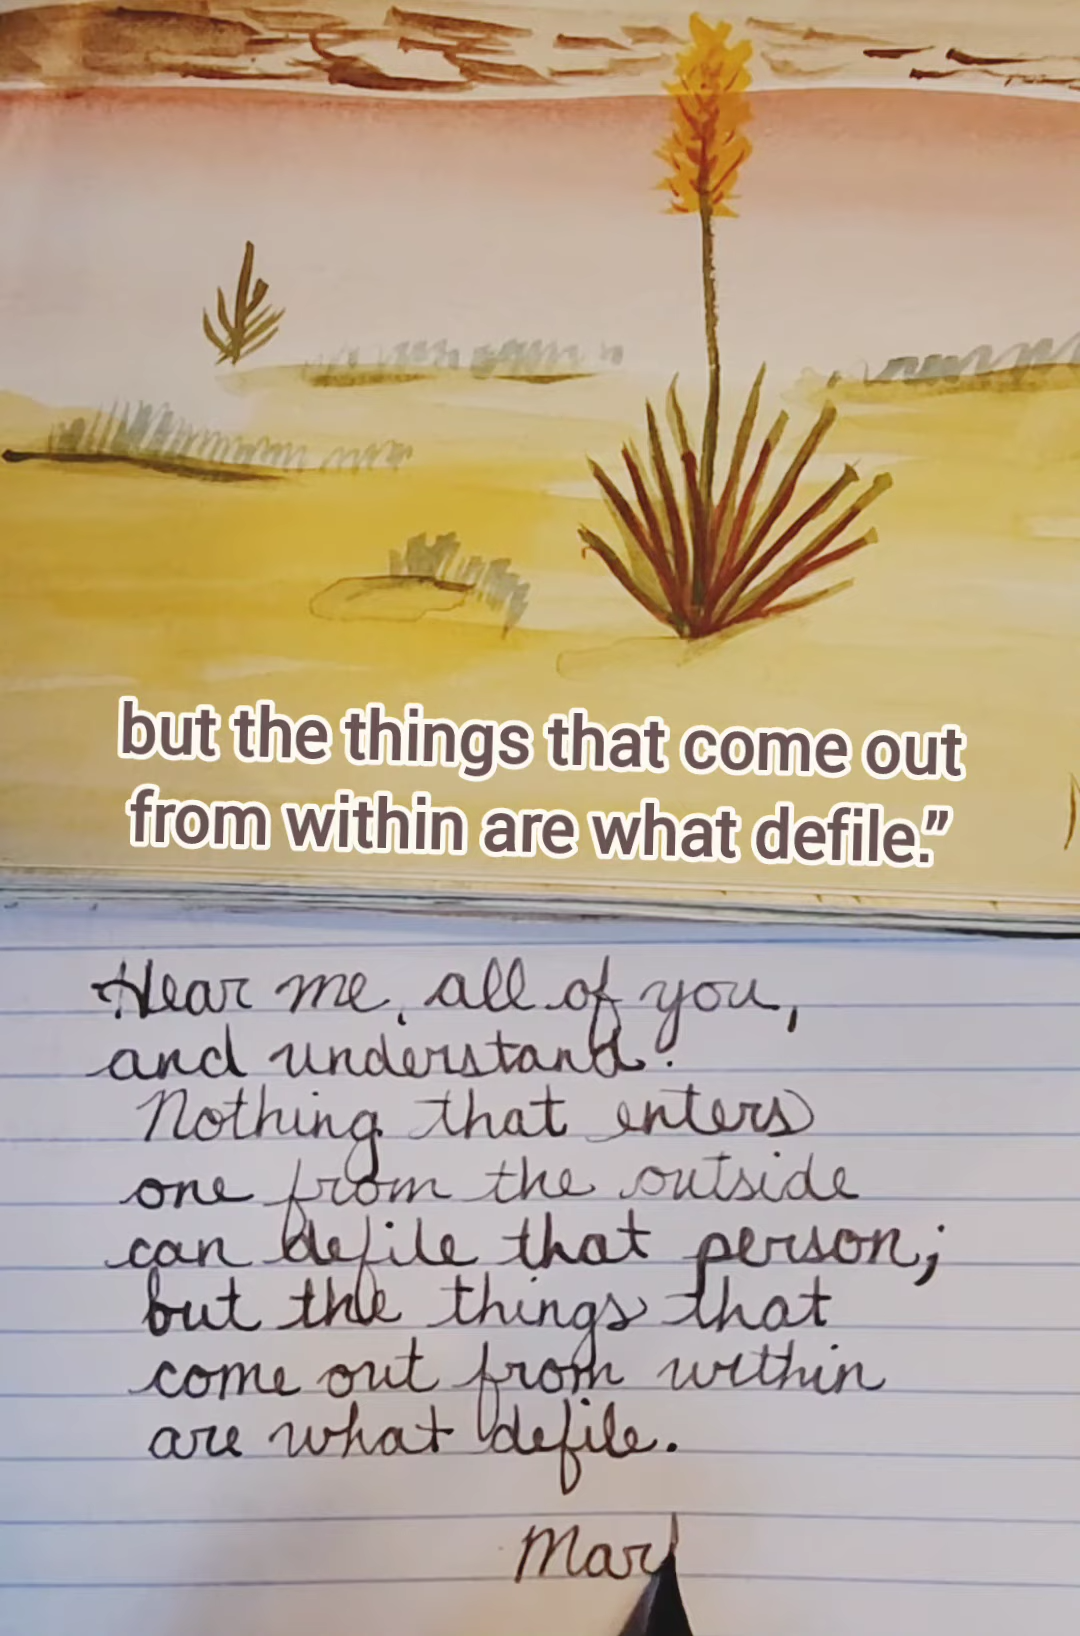 but the things that come out
from within are what defile.”
Hear me, all of you,
and understand.
Nothing that enters
one from the outside
can defile that person;
but the things that
come out from within
are what defile.
Mark